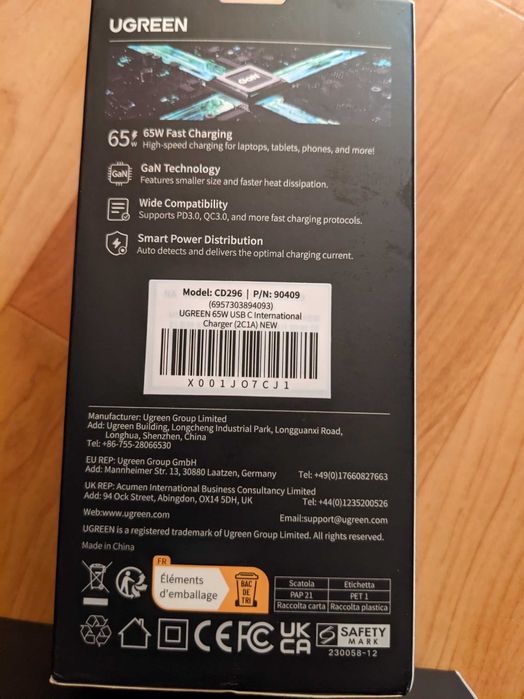 UGREEN
GaN
65W
65W Fast Charging
High-speed charging for laptops, tablets, phones, and more!
GaN
GaN Technology
Features smaller size and faster heat dissipation.
Wide Compatibility
Supports PD3.0, QC3.0, and more fast charging protocols.
Smart Power Distribution
Auto detects and delivers the optimal charging current.
Model: CD296 | P/N: 90409
(6957303894093)
UGREEN 65W USB C International
Charger (2C1A) NEW
X001JO7CJ1
Manufacturer: Ugreen Group Limited
Add: Ugreen Building, Longcheng Industrial Park, Longguanxi Road,
Longhua, Shenzhen, China
Tel: +86-755-28066530
EU REP: Ugreen Group GmbH
Add: Mannheimer Str. 13, 30880 Laatzen, Germany Tel: +49(0)17660827663
UK REP: Acumen International Business Consultancy Limited
Add: 94 Ock Street, Abingdon, OX14 5DH, UK Tel: +44(0)1235200526
Web:www.ugreen.com Email:support@ugreen.com
UGREEN is a registered trademark of Ugreen Group Limited. All rights reserved.
Made in China
FR
Éléments
d'emballage
BAC
DE
TRI
Scatola Etichetta
PAP 21 PET 1
Raccolta carta Raccolta plastica
CE FC UK
CA
S SAFETY
MARK
230058-12